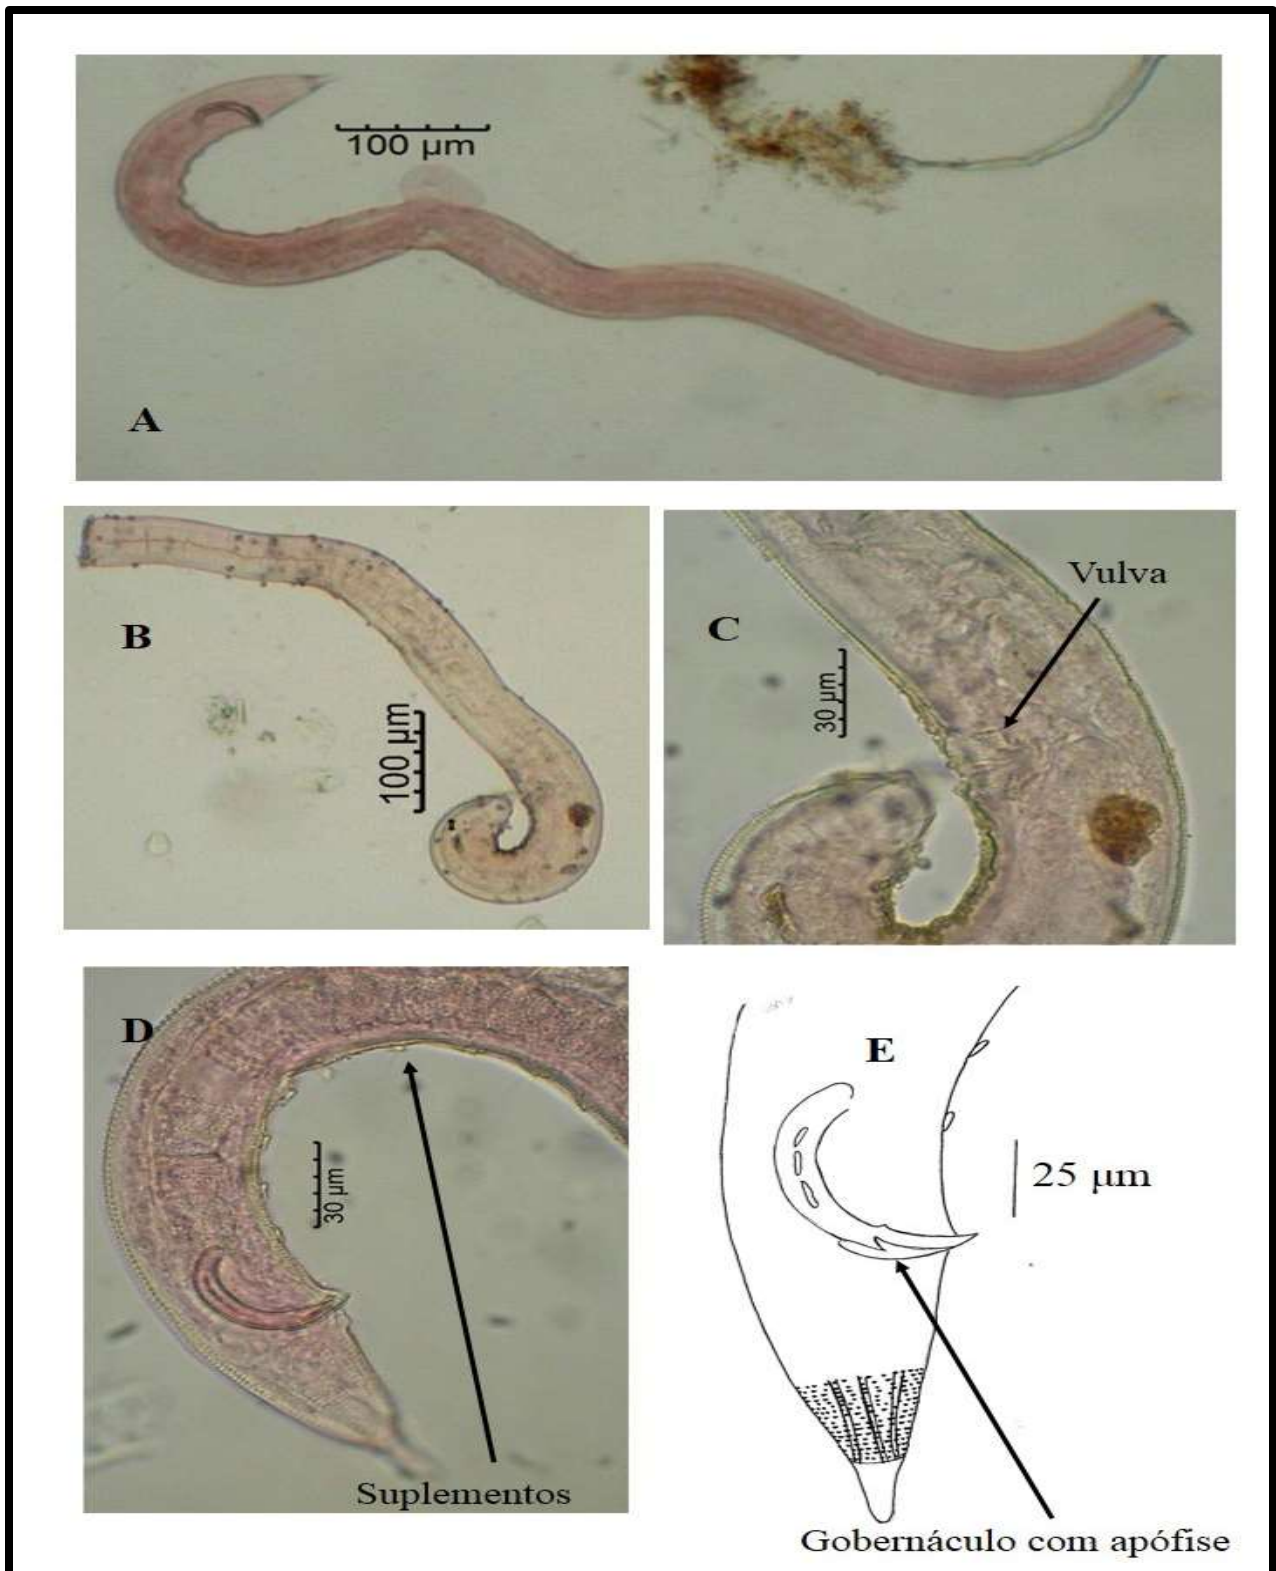 100 µm
A
B
100 µm
C
Vulva
30 µm
D
30 µm
Suplementos
E
25 µm
Gobernáculo com apófise